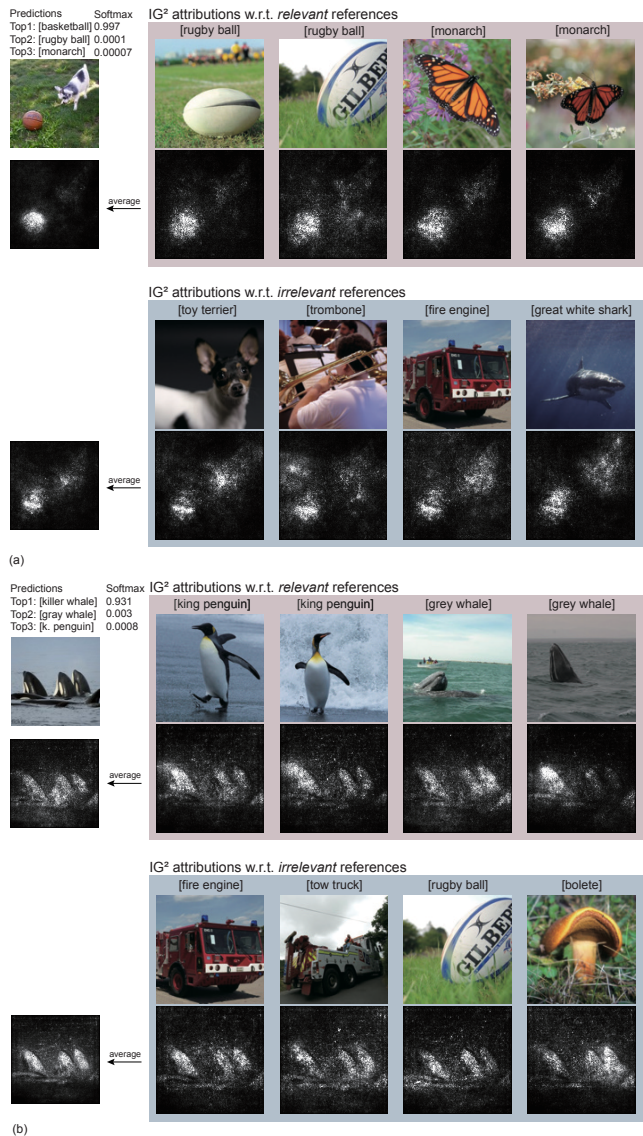 Predictions Softmax
Top1: [basketball] 0.997
Top2: [rugby ball] 0.0001
Top3: [monarch] 0.00007
IG² attributions w.r.t. relevant references
[rugby ball] [rugby ball] [monarch] [monarch]
GILBERT
average
IG² attributions w.r.t. irrelevant references
[toy terrier] [trombone] [fire engine] [great white shark]
average
(a)
Predictions Softmax
Top1: [killer whale] 0.931
Top2: [gray whale] 0.003
Top3: [k. penguin] 0.0008
IG² attributions w.r.t. relevant references
[king penguin] [king penguin] [grey whale] [grey whale]
average
IG² attributions w.r.t. irrelevant references
[fire engine] [tow truck] [rugby ball] [bolete]
GILBERT
average
(b)